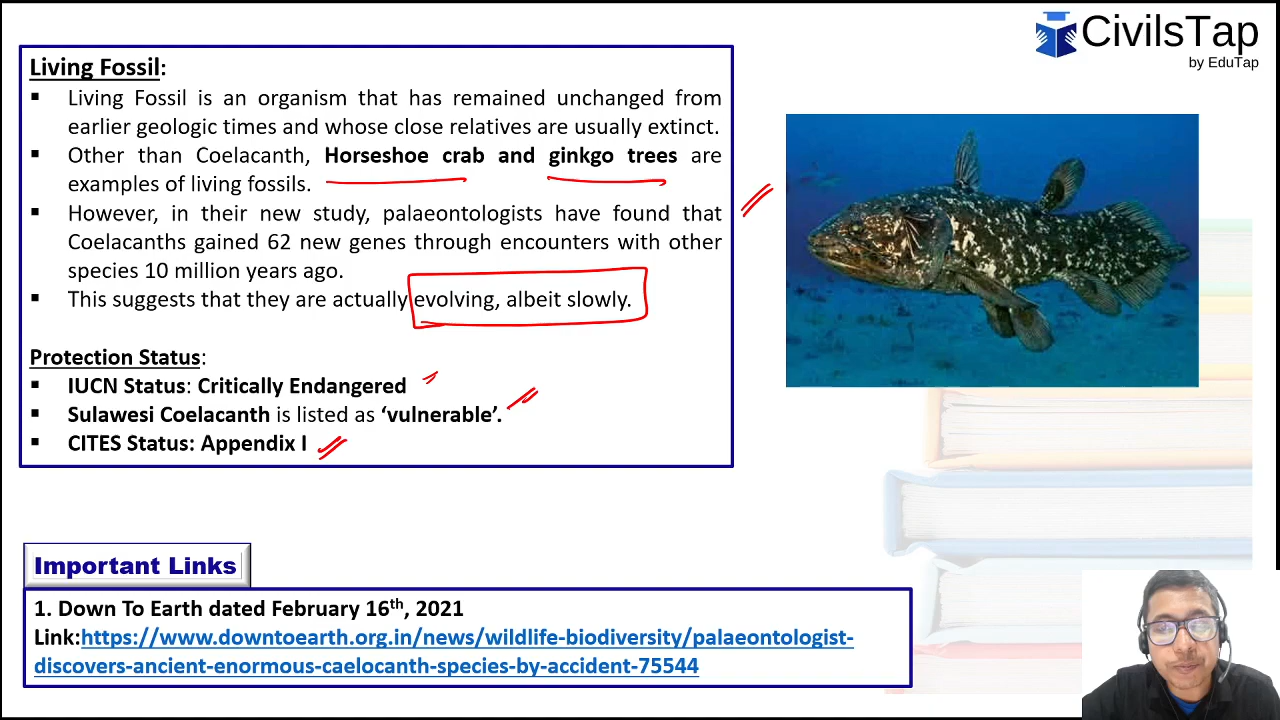 CivilsTap
by EduTap
Living Fossil:
▪ Living Fossil is an organism that has remained unchanged from
earlier geologic times and whose close relatives are usually extinct.
▪ Other than Coelacanth, Horseshoe crab and ginkgo trees are
examples of living fossils.
▪ However, in their new study, palaeontologists have found that
Coelacanths gained 62 new genes through encounters with other
species 10 million years ago.
▪ This suggests that they are actually evolving, albeit slowly.
Protection Status:
▪ IUCN Status: Critically Endangered
▪ Sulawesi Coelacanth is listed as ‘vulnerable’.
▪ CITES Status: Appendix I
Important Links
1. Down To Earth dated February 16th, 2021
Link:https://www.downtoearth.org.in/news/wildlife-biodiversity/palaeontologist-
discovers-ancient-enormous-caelocanth-species-by-accident-75544